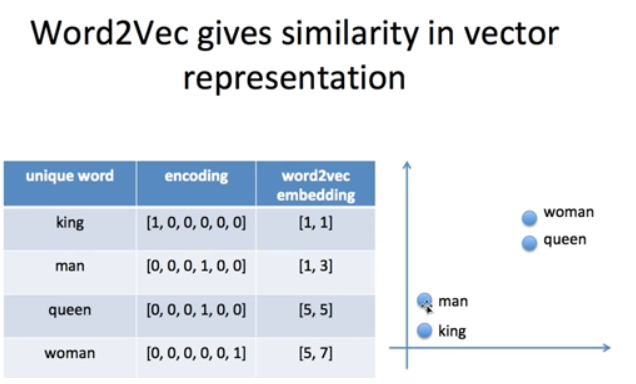 Word2Vec gives similarity in vector
representation
unique word encoding word2vec
embedding
king [1, 0, 0, 0, 0, 0] [1, 1]
man [0, 0, 0, 1, 0, 0] [1, 3]
queen [0, 0, 0, 1, 0, 0] [5, 5]
woman [0, 0, 0, 0, 0, 1] [5, 7]
woman
queen
man
king